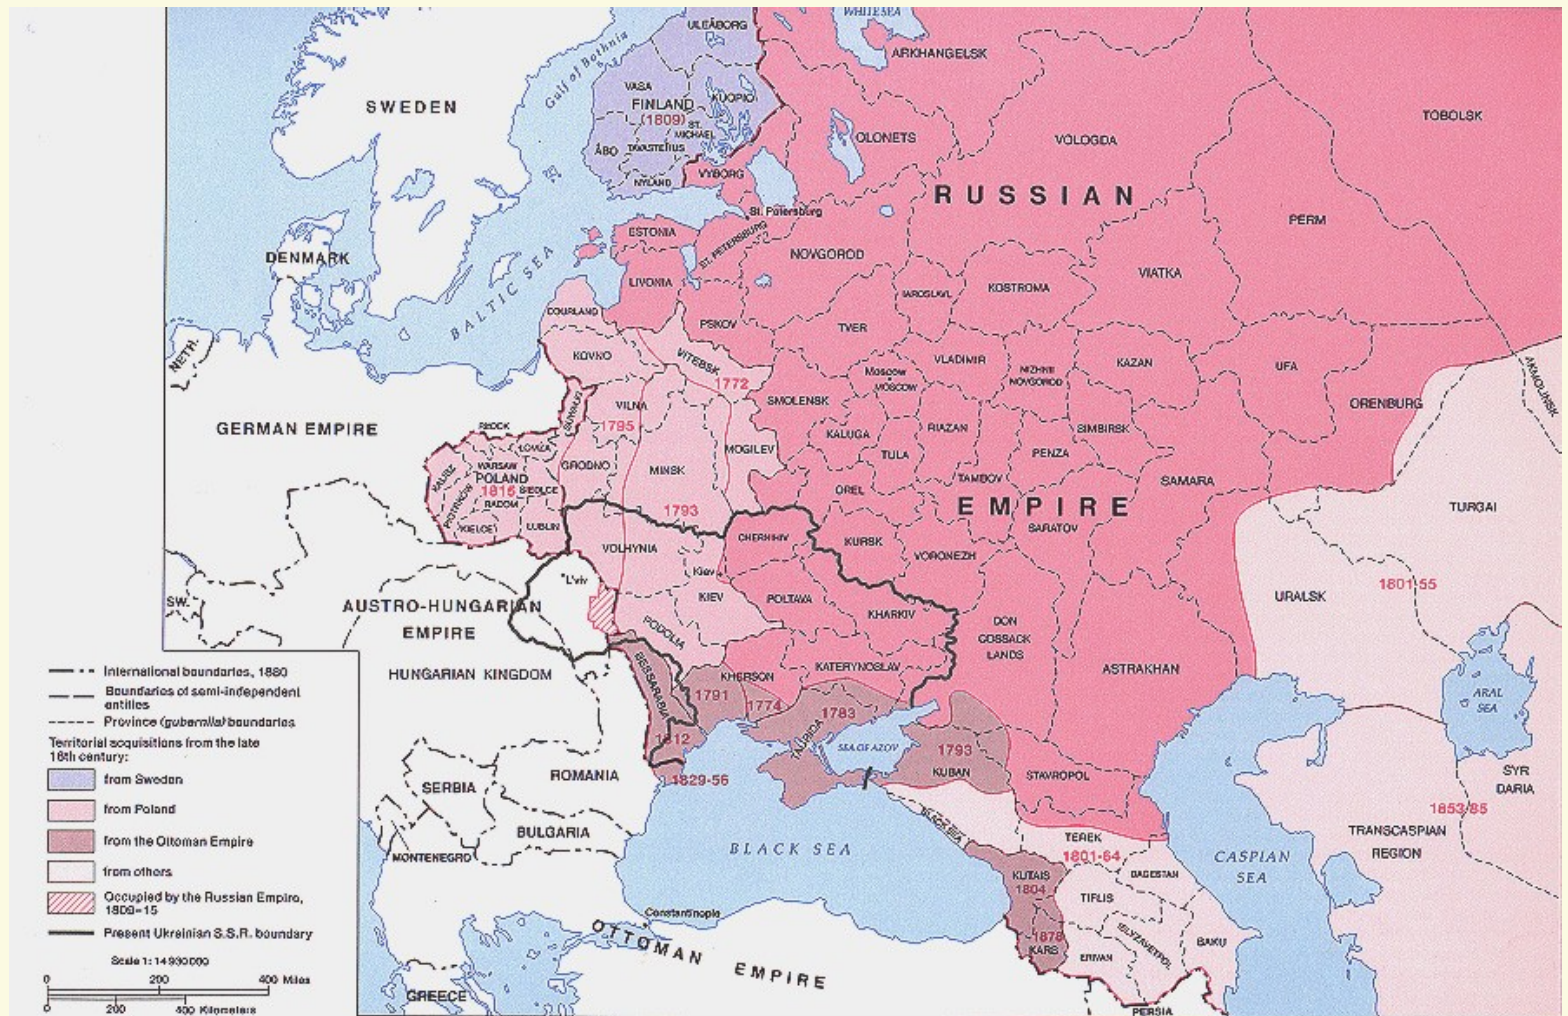 WHITE SEA
ULEÅBORG
ARKHANGELSK
Gulf of Bothnia
SWEDEN
VASA
KUOPIO
FINLAND
(1809)
ST.
MICHAEL
TOBOLSK
OLONETS
VOLOGDA
ÅBO
TAVASTEHUS
NYLAND
VYBORG
RUSSIAN
St. Petersburg
PERM
ESTONIA
ST. PETERSBURG
NOVGOROD
DENMARK
BALTIC SEA
LIVONIA
VIATKA
KOSTROMA
IAROSLAVL
COURLAND
PSKOV
TVER
NETH.
KOVNO
VITEBSK
1772
VLADIMIR
KAZAN
UFA
Moscow
MOSCOW
NIZHNII
NOVGOROD
AKMOLINSK
SUWAŁKI
VILNA
1795
SMOLENSK
ORENBURG
GERMAN EMPIRE
PŁOCK
KALUGA
RIAZAN
SIMBIRSK
ŁOMŻA
GRODNO
MINSK
MOGILEV
TULA
PENZA
KALISZ
WARSAW
POLAND
1815
SIEDLCE
PIOTRKÓW
RADOM
KIELCE
LUBLIN
1793
OREL
TAMBOV
SAMARA
EMPIRE
SARATOV
TURGAI
VOLHYNIA
CHERNIHIV
KURSK
VORONEZH
L'viv
Kiev
KIEV
SW.
AUSTRO-HUNGARIAN
EMPIRE
POLTAVA
KHARKIV
URALSK
1801-55
PODOLIA
DON
COSSACK
LANDS
HUNGARIAN KINGDOM
BESSARABIA
KHERSON
KATERYNOSLAV
ASTRAKHAN
1791
1774
1783
ARAL
SEA
1812
TAURIDA
SEA OF AZOV
1793
KUBAN
STAVROPOL
SYR
DARIA
ROMANIA
1829-56
SERBIA
1853-85
BULGARIA
BLACK SEA
BLACK SEA
TEREK
1801-64
TRANSCASPIAN
REGION
MONTENEGRO
CASPIAN
SEA
KUTAIS
1804
DAGESTAN
TIFLIS
Constantinople
1878
KARS
IELYZAVETPOL
BAKU
ERIVAN
OTTOMAN EMPIRE
GREECE
PERSIA
International boundaries, 1880
Boundaries of semi-independent
entities
Province (guberniia) boundaries
Territorial acquisitions from the late
16th century:
from Sweden
from Poland
from the Ottoman Empire
from others
Occupied by the Russian Empire,
1809-15
Present Ukrainian S.S.R. boundary
Scale 1: 14 930 000
0 200 400 Miles
0 200 400 Kilometers